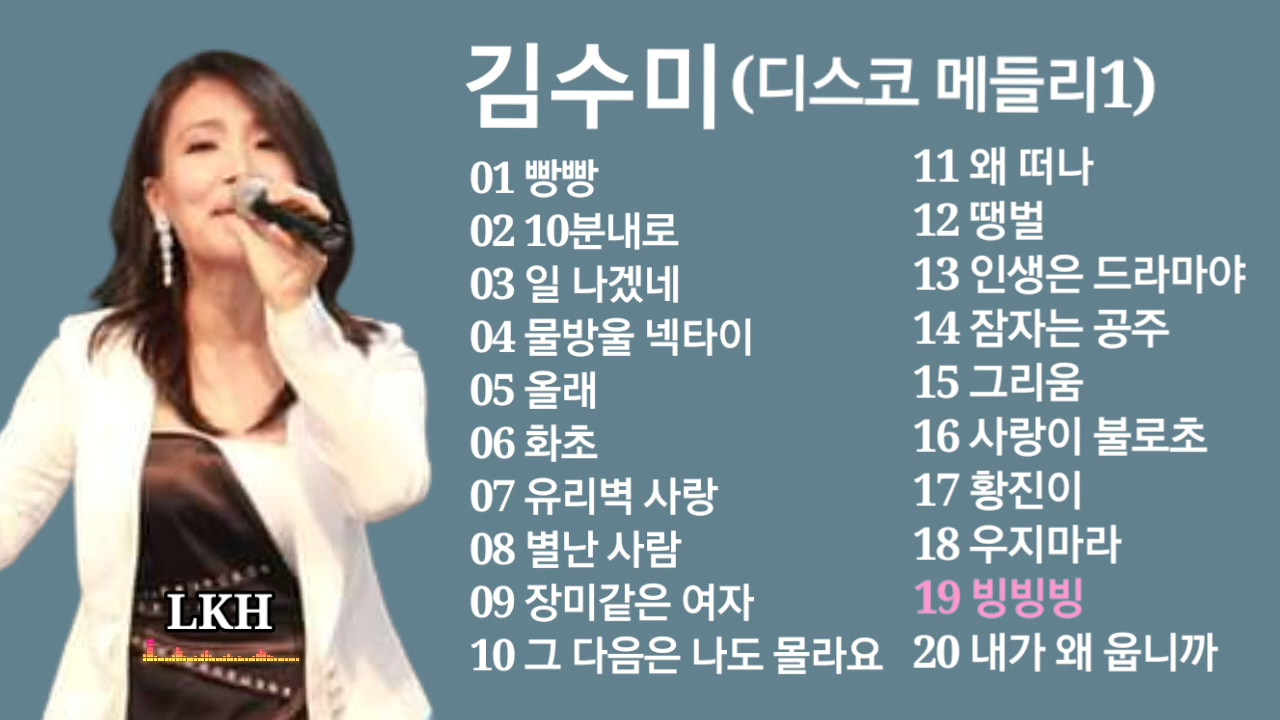 김수미(디스코 메들리1)
01 빵빵
02 10분내로
03 일 나겠네
04 물방울 넥타이
05 올래
06 화초
07 유리벽 사랑
08 별난 사람
09 장미같은 여자
10 그 다음은 나도 몰라요
11 왜 떠나
12 땡벌
13 인생은 드라마야
14 잠자는 공주
15 그리움
16 사랑이 불로초
17 황진이
18 우지마라
19 빙빙빙
20 내가 왜 웁니까
LKH